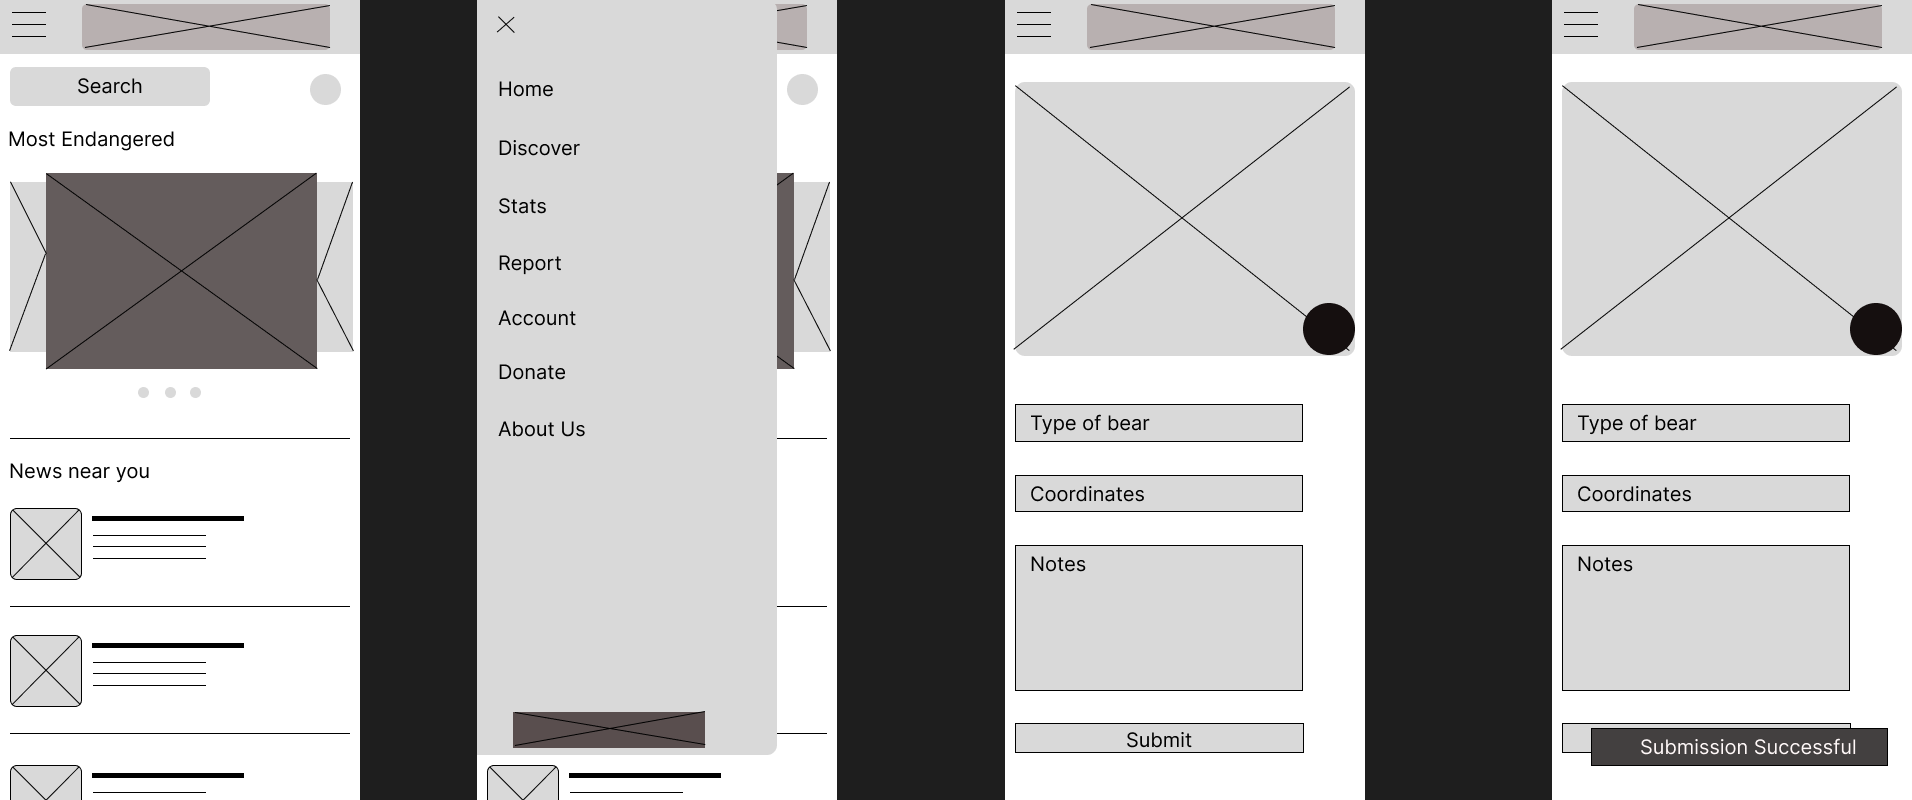 Search
Most Endangered
News near you
Home
Discover
Stats
Report
Account
Donate
About Us
Type of bear
Coordinates
Notes
Submit
Type of bear
Coordinates
Notes
Submission Successful